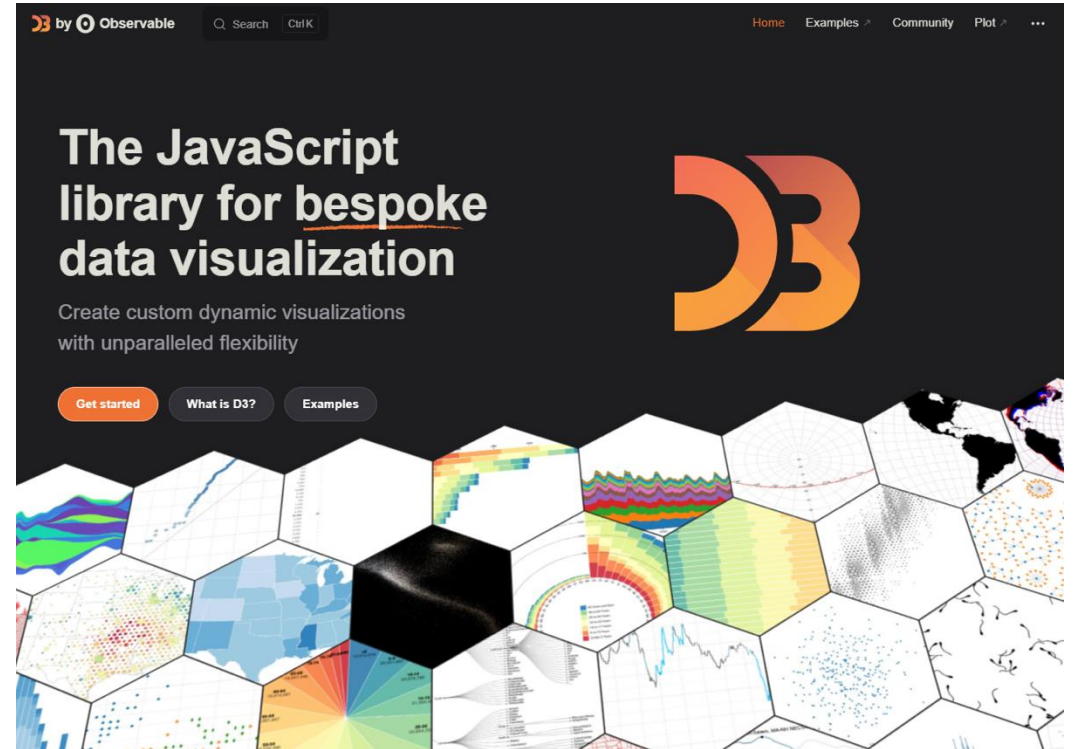 D3 by Observable
Search Ctrl K
Home
Examples ↗
Community
Plot ↗
•••
The JavaScript
library for bespoke
data visualization
D3
Create custom dynamic visualizations
with unparalleled flexibility
Get started
What is D3?
Examples